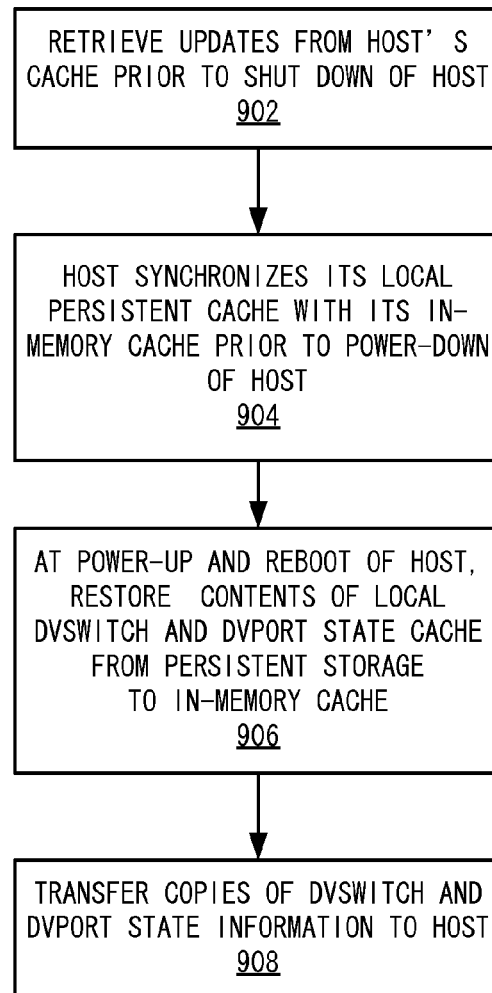 RETRIEVE UPDATES FROM HOST' S
CACHE PRIOR TO SHUT DOWN OF HOST
902
HOST SYNCHRONIZES ITS LOCAL
PERSISTENT CACHE WITH ITS IN-
MEMORY CACHE PRIOR TO POWER-DOWN
OF HOST
904
AT POWER-UP AND REBOOT OF HOST,
RESTORE CONTENTS OF LOCAL
DVSWITCH AND DVPORT STATE CACHE
FROM PERSISTENT STORAGE
TO IN-MEMORY CACHE
906
TRANSFER COPIES OF DVSWITCH AND
DVPORT STATE INFORMATION TO HOST
908